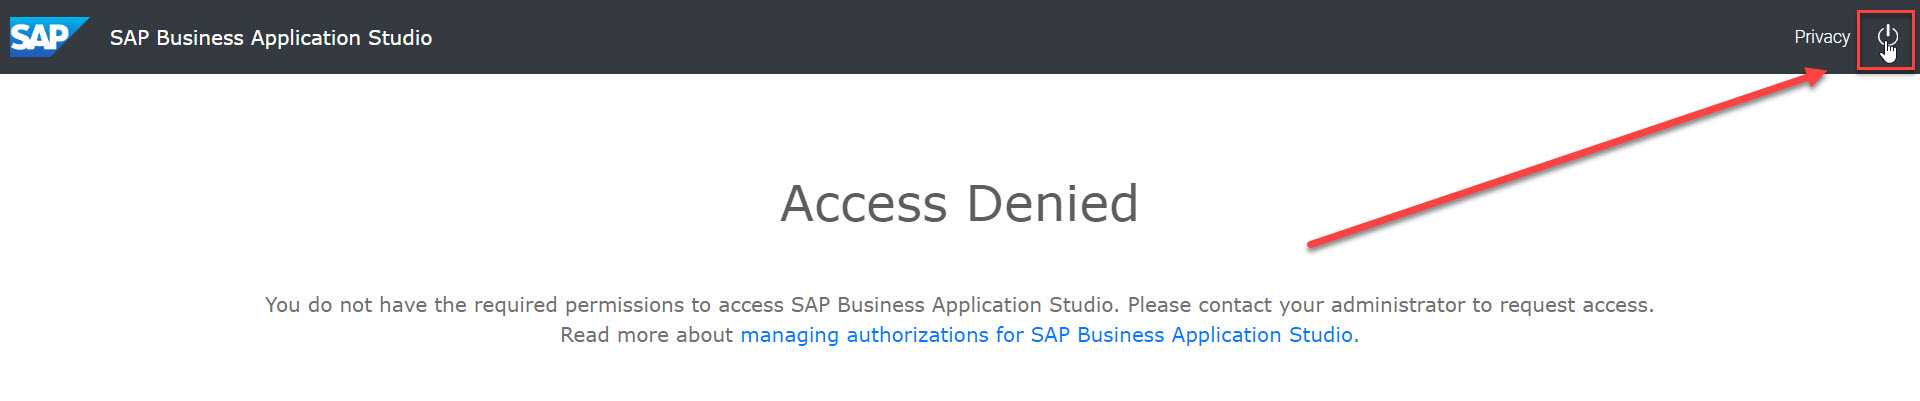 SAP SAP Business Application Studio Privacy
Access Denied
You do not have the required permissions to access SAP Business Application Studio. Please contact your administrator to request access.
Read more about managing authorizations for SAP Business Application Studio.